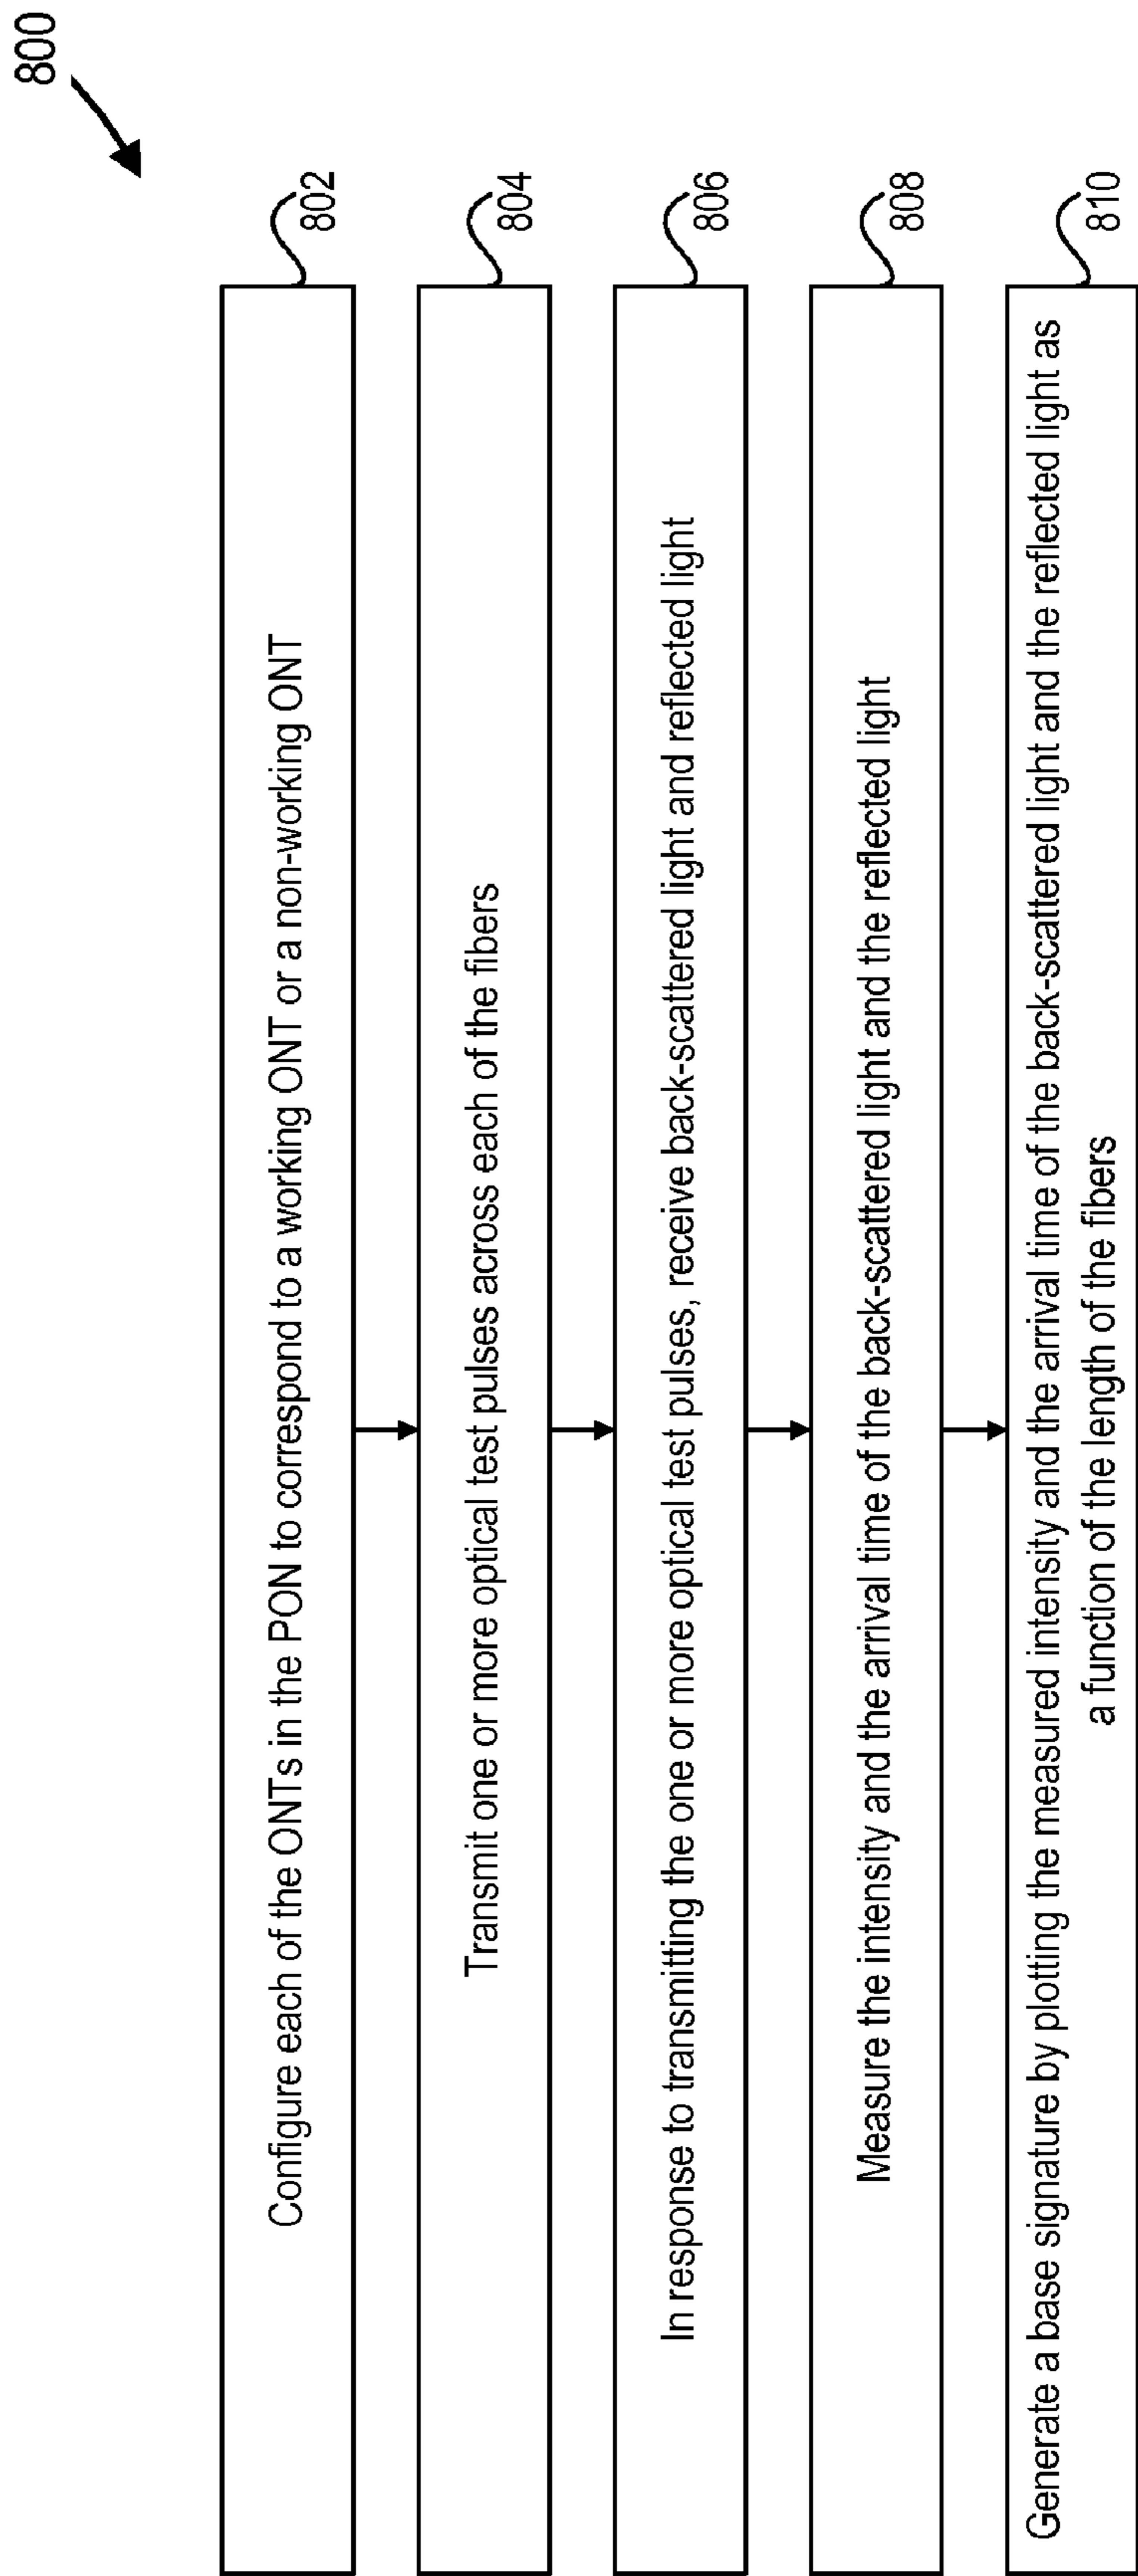 800
Configure each of the ONTs in the PON to correspond to a working ONT or a non-working ONT
802
Transmit one or more optical test pulses across each of the fibers
804
In response to transmitting the one or more optical test pulses, receive back-scattered light and reflected light
806
Measure the intensity and the arrival time of the back-scattered light and the reflected light
808
Generate a base signature by plotting the measured intensity and the arrival time of the back-scattered light and the reflected light as
a function of the length of the fibers
810